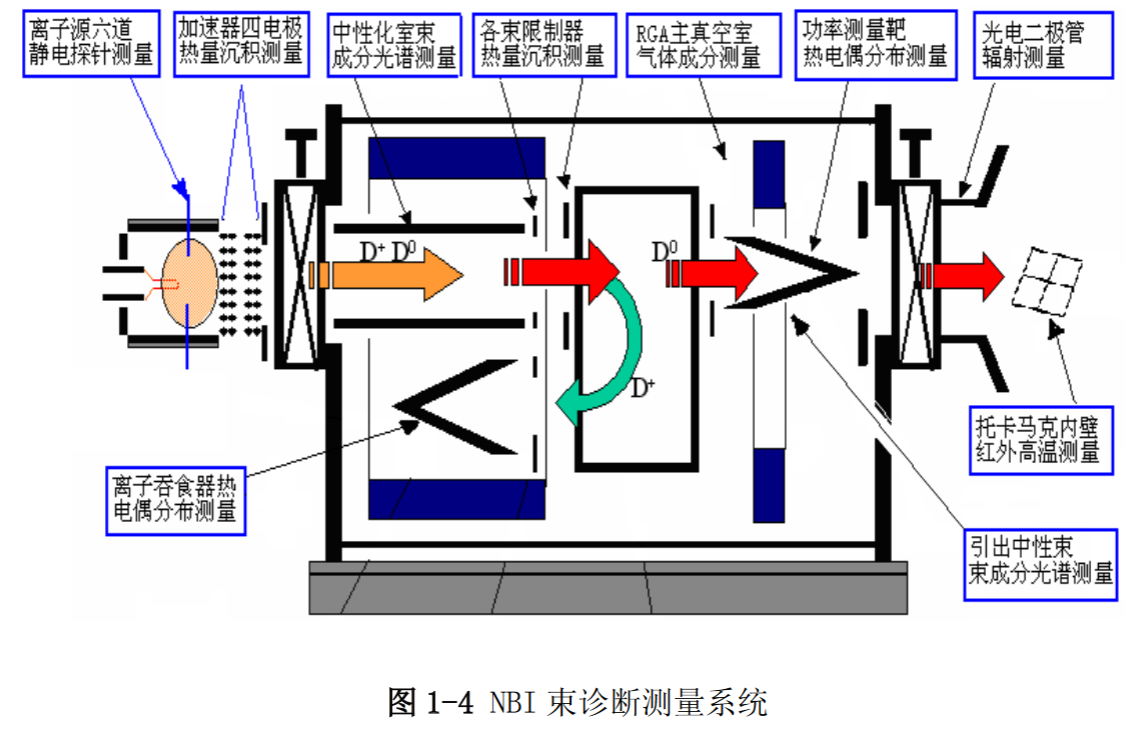 离子源六道
静电探针测量
加速器四电极
热量沉积测量
中性化室束
成分光谱测量
各束限制器
热量沉积测量
RGA主真空室
气体成分测量
功率测量靶
热电偶分布测量
光电二极管
辐射测量
D⁺ D⁰
D⁰
D⁺
托卡马克内壁
红外高温测量
离子吞食器热
电偶分布测量
引出中性束
束成分光谱测量
图 1-4 NBI 束诊断测量系统